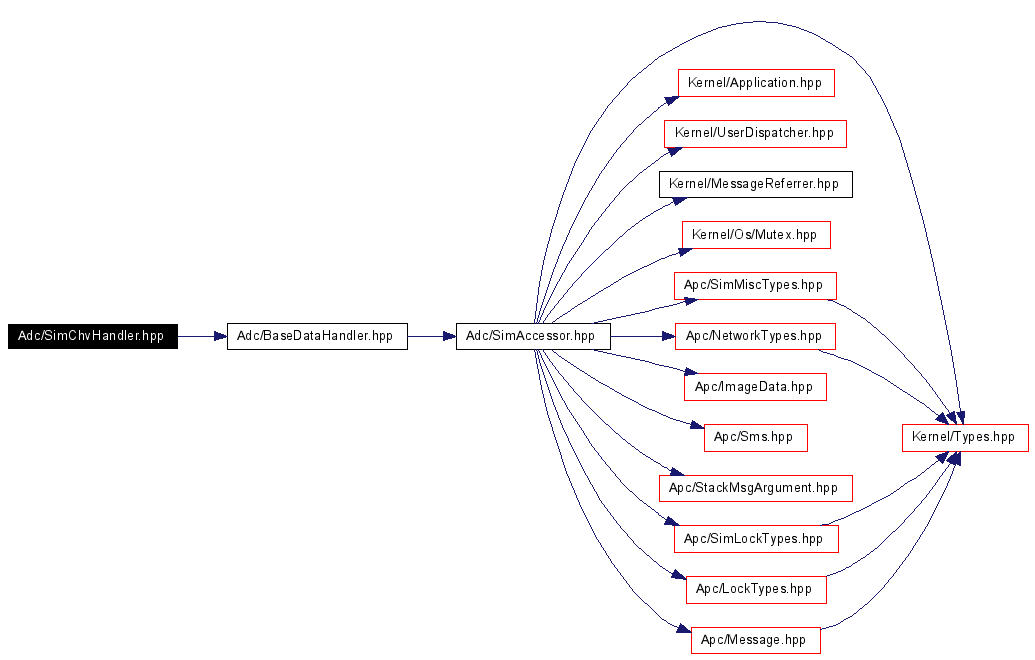 Kernel/Application.hpp
Kernel/UserDispatcher.hpp
Kernel/MessageReferrer.hpp
Kernel/Os/Mutex.hpp
Apc/SimMiscTypes.hpp
Adc/SimChvHandler.hpp
Adc/BaseDataHandler.hpp
Adc/SimAccessor.hpp
Apc/NetworkTypes.hpp
Apc/ImageData.hpp
Apc/Sms.hpp
Kernel/Types.hpp
Apc/StackMsgArgument.hpp
Apc/SimLockTypes.hpp
Apc/LockTypes.hpp
Apc/Message.hpp